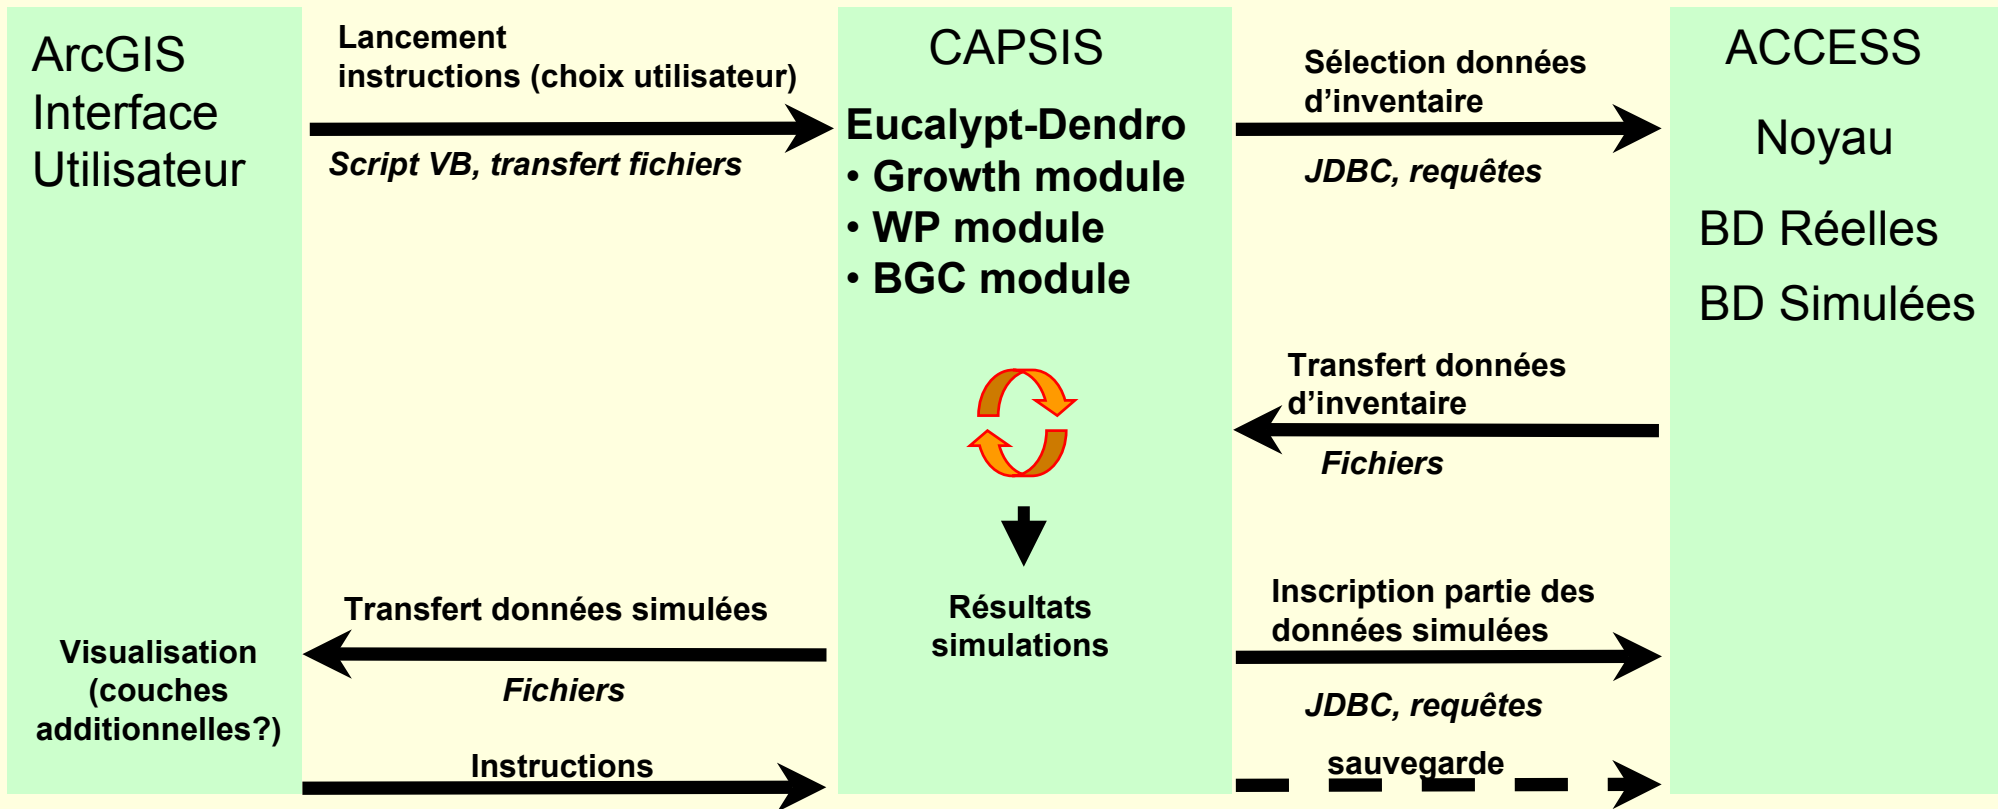 ArcGIS
Interface
Utilisateur
Lancement
instructions (choix utilisateur)
Script VB, transfert fichiers
CAPSIS
Eucalypt-Dendro
• Growth module
• WP module
• BGC module
Sélection données
d’inventaire
JDBC, requêtes
ACCESS
Noyau
BD Réelles
BD Simulées
Transfert données
d’inventaire
Fichiers
Résultats
simulations
Transfert données simulées
Fichiers
Visualisation
(couches
additionnelles?)
Instructions
Inscription partie des
données simulées
JDBC, requêtes
sauvegarde